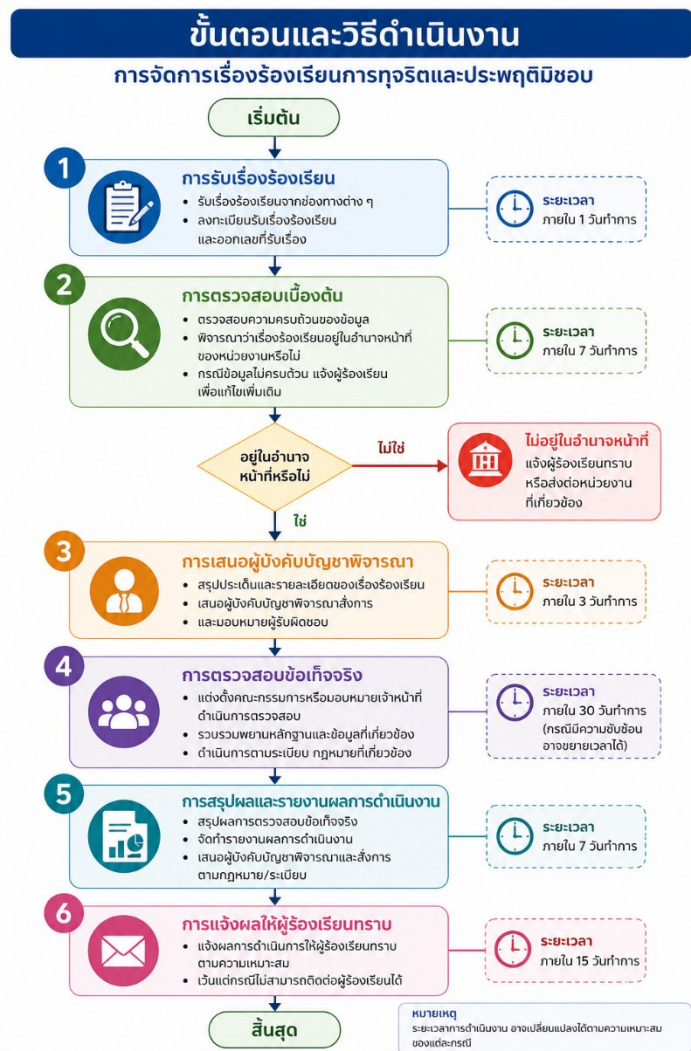 ขั้นตอนและวิธีดำเนินงาน
การจัดการเรื่องร้องเรียนการทุจริตและประพฤติมิชอบ
เริ่มต้น
1
การรับเรื่องร้องเรียน
• รับเรื่องร้องเรียนจากช่องทางต่าง ๆ
• ลงทะเบียนรับเรื่องร้องเรียน
และออกเลขที่รับเรื่อง
ระยะเวลา
ภายใน 1 วันทำการ
2
การตรวจสอบเบื้องต้น
• ตรวจสอบความครบถ้วนของข้อมูล
• พิจารณาว่าเรื่องร้องเรียนอยู่ในอำนาจหน้าที่
ของหน่วยงานหรือไม่
• กรณีข้อมูลไม่ครบถ้วน แจ้งผู้ร้องเรียน
เพื่อแก้ไขเพิ่มเติม
ระยะเวลา
ภายใน 7 วันทำการ
อยู่ในอำนาจ
หน้าที่หรือไม่
ไม่ใช่
ไม่อยู่ในอำนาจหน้าที่
แจ้งผู้ร้องเรียนทราบ
หรือส่งต่อหน่วยงาน
ที่เกี่ยวข้อง
ใช่
3
การเสนอผู้บังคับบัญชาพิจารณา
• สรุปประเด็นและรายละเอียดของเรื่องร้องเรียน
• เสนอผู้บังคับบัญชาพิจารณาสั่งการ
• และมอบหมายผู้รับผิดชอบ
ระยะเวลา
ภายใน 3 วันทำการ
4
การตรวจสอบข้อเท็จจริง
• แต่งตั้งคณะกรรมการหรือมอบหมายเจ้าหน้าที่
ดำเนินการตรวจสอบ
• รวบรวมพยานหลักฐานและข้อมูลที่เกี่ยวข้อง
• ดำเนินการตามระเบียบ กฎหมายที่เกี่ยวข้อง
ระยะเวลา
ภายใน 30 วันทำการ
(กรณีมีความซับซ้อน
อาจขยายเวลาได้)
5
การสรุปผลและรายงานผลการดำเนินงาน
• สรุปผลการตรวจสอบข้อเท็จจริง
• จัดทำรายงานผลการดำเนินงาน
• เสนอผู้บังคับบัญชาพิจารณาและสั่งการ
ตามกฎหมาย/ระเบียบ
ระยะเวลา
ภายใน 7 วันทำการ
6
การแจ้งผลให้ผู้ร้องเรียนทราบ
• แจ้งผลการดำเนินการให้ผู้ร้องเรียนทราบ
ตามความเหมาะสม
• เว้นแต่กรณีไม่สามารถติดต่อผู้ร้องเรียนได้
ระยะเวลา
ภายใน 15 วันทำการ
สิ้นสุด
หมายเหตุ
ระยะเวลาการดำเนินงาน อาจเปลี่ยนแปลงได้ตามความเหมาะสม
ของแต่ละกรณี